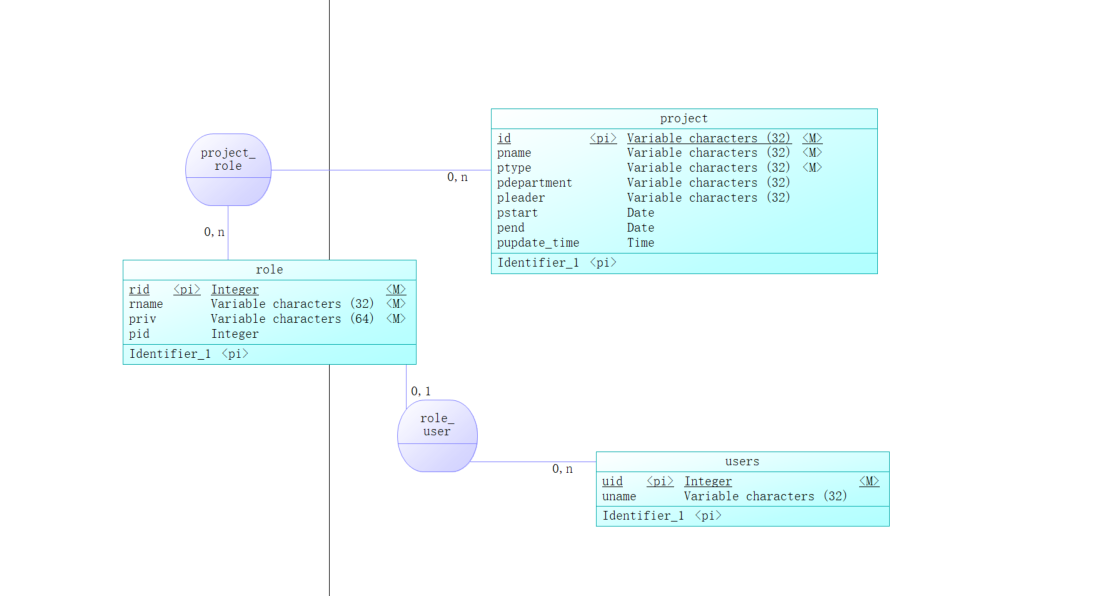 project
id <pi> Variable characters (32) <M>
pname Variable characters (32) <M>
ptype Variable characters (32) <M>
pdepartment Variable characters (32)
pleader Variable characters (32)
pstart Date
pend Date
pupdate_time Time
Identifier_1 <pi>
project_
role
0,n
0,n
role
rid <pi> Integer <M>
rname Variable characters (32) <M>
priv Variable characters (64) <M>
pid Integer
Identifier_1 <pi>
0,1
role_
user
0,n
users
uid <pi> Integer <M>
uname Variable characters (32)
Identifier_1 <pi>